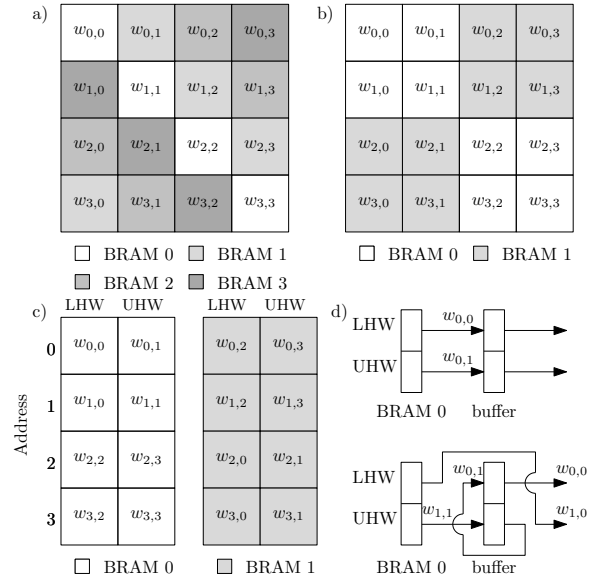 a)
w0,0 w0,1 w0,2 w0,3
w1,0 w1,1 w1,2 w1,3
w2,0 w2,1 w2,2 w2,3
w3,0 w3,1 w3,2 w3,3
BRAM 0 BRAM 1
BRAM 2 BRAM 3
b)
w0,0 w0,1 w0,2 w0,3
w1,0 w1,1 w1,2 w1,3
w2,0 w2,1 w2,2 w2,3
w3,0 w3,1 w3,2 w3,3
BRAM 0 BRAM 1
c)
LHW UHW LHW UHW
Address
0 w0,0 w0,1 w0,2 w0,3
1 w1,0 w1,1 w1,2 w1,3
2 w2,2 w2,3 w2,0 w2,1
3 w3,2 w3,3 w3,0 w3,1
BRAM 0 BRAM 1
d)
LHW w0,0
UHW w0,1
BRAM 0 buffer
LHW w0,1 w0,0
UHW w1,1 w1,0
BRAM 0 buffer